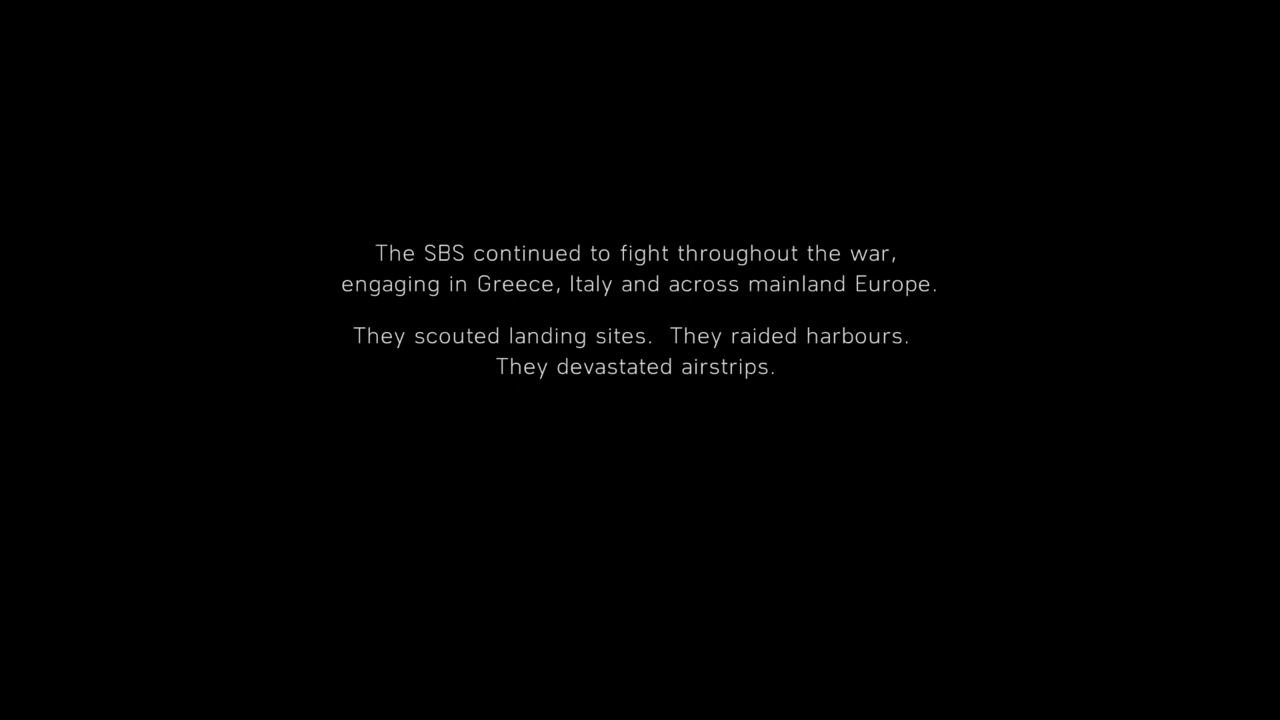 The SBS continued to fight throughout the war,
engaging in Greece, Italy and across mainland Europe.
They scouted landing sites.  They raided harbours.
They devastated airstrips.